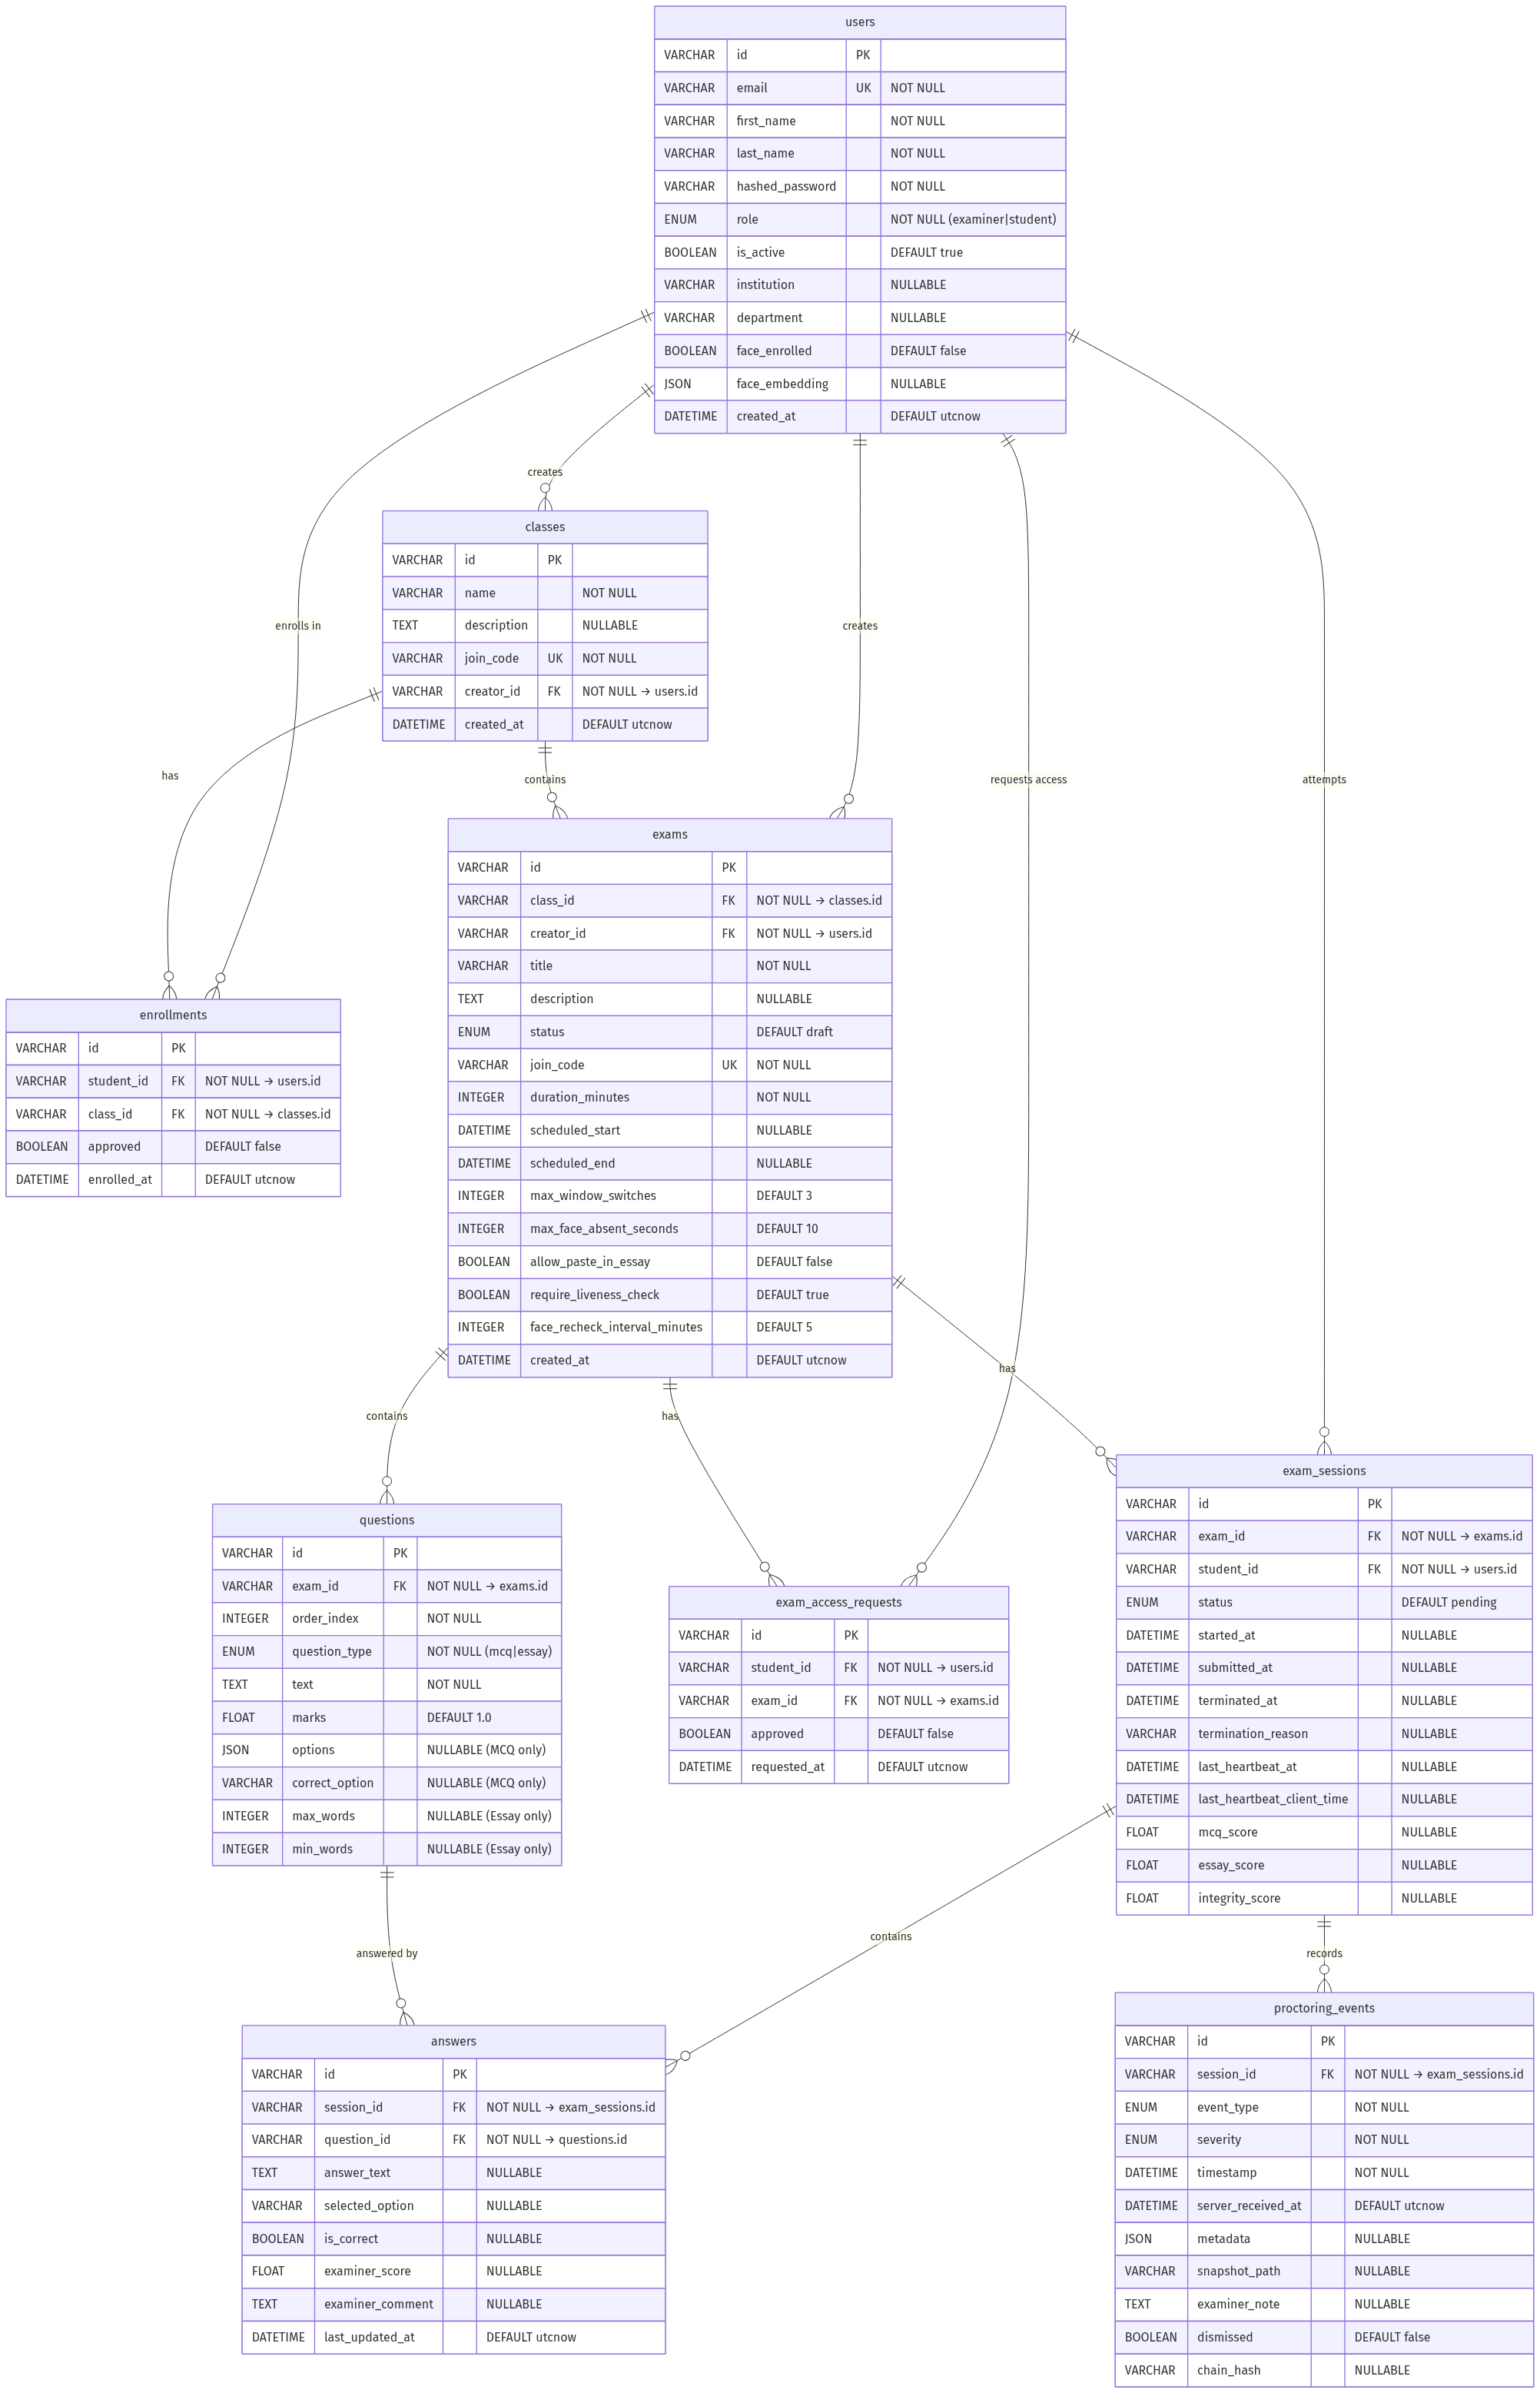 users
VARCHAR id PK
VARCHAR email UK NOT NULL
VARCHAR first_name NOT NULL
VARCHAR last_name NOT NULL
VARCHAR hashed_password NOT NULL
ENUM role NOT NULL (examiner|student)
BOOLEAN is_active DEFAULT true
VARCHAR institution NULLABLE
VARCHAR department NULLABLE
BOOLEAN face_enrolled DEFAULT false
JSON face_embedding NULLABLE
DATETIME created_at DEFAULT utcnow
creates
classes
VARCHAR id PK
VARCHAR name NOT NULL
TEXT description NULLABLE
VARCHAR join_code UK NOT NULL
VARCHAR creator_id FK NOT NULL → users.id
DATETIME created_at DEFAULT utcnow
enrolls in
creates
has
contains
requests access
attempts
exams
VARCHAR id PK
VARCHAR class_id FK NOT NULL → classes.id
VARCHAR creator_id FK NOT NULL → users.id
VARCHAR title NOT NULL
TEXT description NULLABLE
ENUM status DEFAULT draft
VARCHAR join_code UK NOT NULL
INTEGER duration_minutes NOT NULL
DATETIME scheduled_start NULLABLE
DATETIME scheduled_end NULLABLE
INTEGER max_window_switches DEFAULT 3
INTEGER max_face_absent_seconds DEFAULT 10
BOOLEAN allow_paste_in_essay DEFAULT false
BOOLEAN require_liveness_check DEFAULT true
INTEGER face_recheck_interval_minutes DEFAULT 5
DATETIME created_at DEFAULT utcnow
enrollments
VARCHAR id PK
VARCHAR student_id FK NOT NULL → users.id
VARCHAR class_id FK NOT NULL → classes.id
BOOLEAN approved DEFAULT false
DATETIME enrolled_at DEFAULT utcnow
has
contains
has
exam_sessions
VARCHAR id PK
VARCHAR exam_id FK NOT NULL → exams.id
VARCHAR student_id FK NOT NULL → users.id
ENUM status DEFAULT pending
DATETIME started_at NULLABLE
DATETIME submitted_at NULLABLE
DATETIME terminated_at NULLABLE
VARCHAR termination_reason NULLABLE
DATETIME last_heartbeat_at NULLABLE
DATETIME last_heartbeat_client_time NULLABLE
FLOAT mcq_score NULLABLE
FLOAT essay_score NULLABLE
FLOAT integrity_score NULLABLE
questions
VARCHAR id PK
VARCHAR exam_id FK NOT NULL → exams.id
INTEGER order_index NOT NULL
ENUM question_type NOT NULL (mcq|essay)
TEXT text NOT NULL
FLOAT marks DEFAULT 1.0
JSON options NULLABLE (MCQ only)
VARCHAR correct_option NULLABLE (MCQ only)
INTEGER max_words NULLABLE (Essay only)
INTEGER min_words NULLABLE (Essay only)
exam_access_requests
VARCHAR id PK
VARCHAR student_id FK NOT NULL → users.id
VARCHAR exam_id FK NOT NULL → exams.id
BOOLEAN approved DEFAULT false
DATETIME requested_at DEFAULT utcnow
contains
answered by
records
answers
VARCHAR id PK
VARCHAR session_id FK NOT NULL → exam_sessions.id
VARCHAR question_id FK NOT NULL → questions.id
TEXT answer_text NULLABLE
VARCHAR selected_option NULLABLE
BOOLEAN is_correct NULLABLE
FLOAT examiner_score NULLABLE
TEXT examiner_comment NULLABLE
DATETIME last_updated_at DEFAULT utcnow
proctoring_events
VARCHAR id PK
VARCHAR session_id FK NOT NULL → exam_sessions.id
ENUM event_type NOT NULL
ENUM severity NOT NULL
DATETIME timestamp NOT NULL
DATETIME server_received_at DEFAULT utcnow
JSON metadata NULLABLE
VARCHAR snapshot_path NULLABLE
TEXT examiner_note NULLABLE
BOOLEAN dismissed DEFAULT false
VARCHAR chain_hash NULLABLE